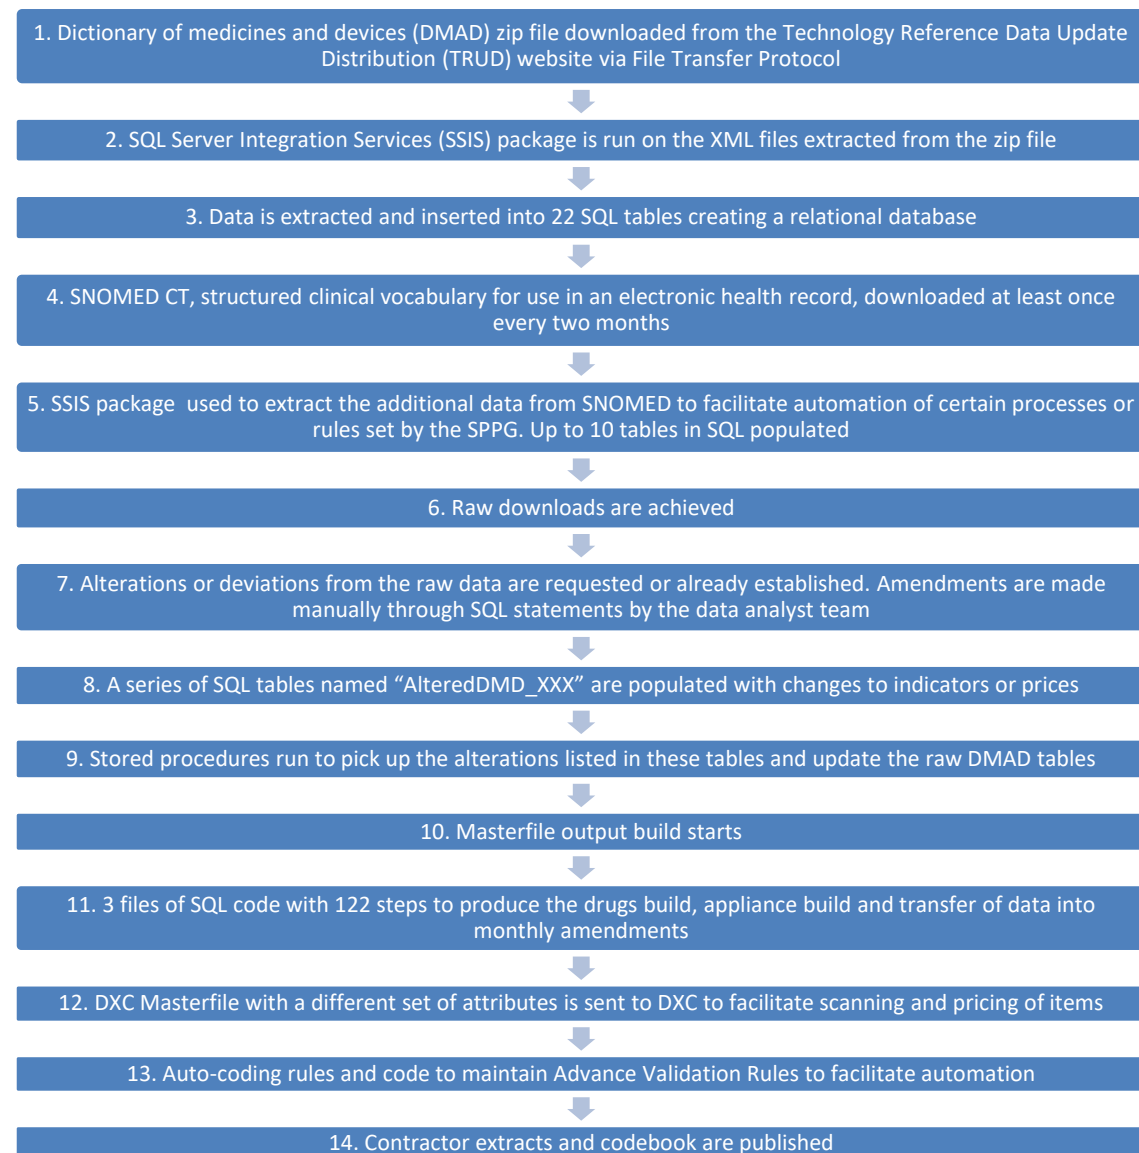 1. Dictionary of medicines and devices (DMAD) zip file downloaded from the Technology Reference Data Update
Distribution (TRUD) website via File Transfer Protocol
2. SQL Server Integration Services (SSIS) package is run on the XML files extracted from the zip file
3. Data is extracted and inserted into 22 SQL tables creating a relational database
4. SNOMED CT, structured clinical vocabulary for use in an electronic health record, downloaded at least once
every two months
5. SSIS package used to extract the additional data from SNOMED to facilitate automation of certain processes or
rules set by the SPPG. Up to 10 tables in SQL populated
6. Raw downloads are achieved
7. Alterations or deviations from the raw data are requested or already established. Amendments are made
manually through SQL statements by the data analyst team
8. A series of SQL tables named “AlteredDMD_XXX” are populated with changes to indicators or prices
9. Stored procedures run to pick up the alterations listed in these tables and update the raw DMAD tables
10. Masterfile output build starts
11. 3 files of SQL code with 122 steps to produce the drugs build, appliance build and transfer of data into
monthly amendments
12. DXC Masterfile with a different set of attributes is sent to DXC to facilitate scanning and pricing of items
13. Auto-coding rules and code to maintain Advance Validation Rules to facilitate automation
14. Contractor extracts and codebook are published